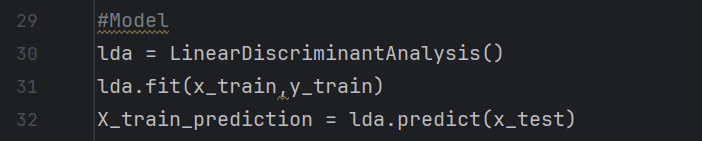 29 #Model
30 lda = LinearDiscriminantAnalysis()
31 lda.fit(x_train,y_train)
32 X_train_prediction = lda.predict(x_test)